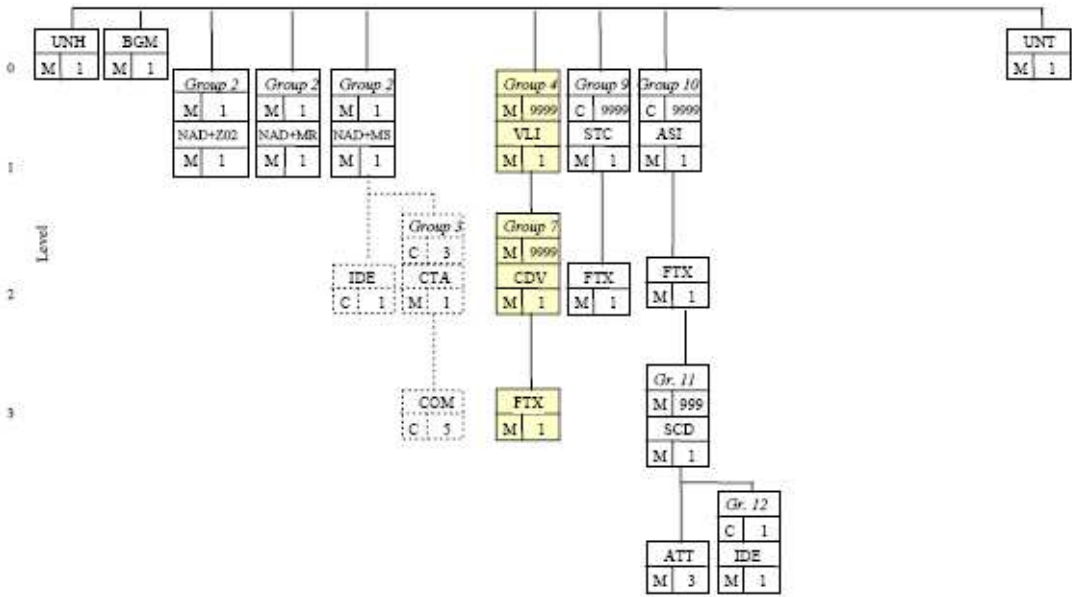 UNH BGM UNT
0 M 1 M 1 M 1
Group 2 Group 2 Group 2 Group 4 Group 9 Group 10
M 1 M 1 M 1 M 9999 C 9999 C 9999
NAD+Z02 NAD+MR NAD+MS VLI STC ASI
1 M 1 M 1 M 1 M 1 M 1 M 1
Level
Group 3 Group 7
C 3 M 9999
IDE CTA CDV FTX FTX
2 C 1 M 1 M 1 M 1 M 1
Gr. 11
M 999
COM FTX SCD
3 C 5 M 1 M 1
Gr. 12
C 1
ATT IDE
M 3 M 1